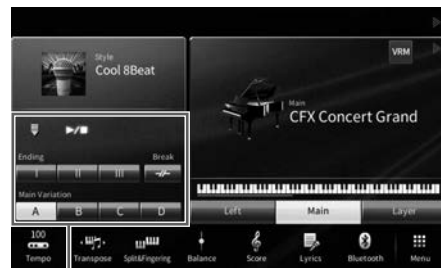 Style
Cool 8Beat
VRM
Main
CFX Concert Grand
Ending
Break
I II III
Main Variation
A B C D
Left Main Layer
100
Tempo Transpose Split&Fingering Balance Score Lyrics Bluetooth Menu